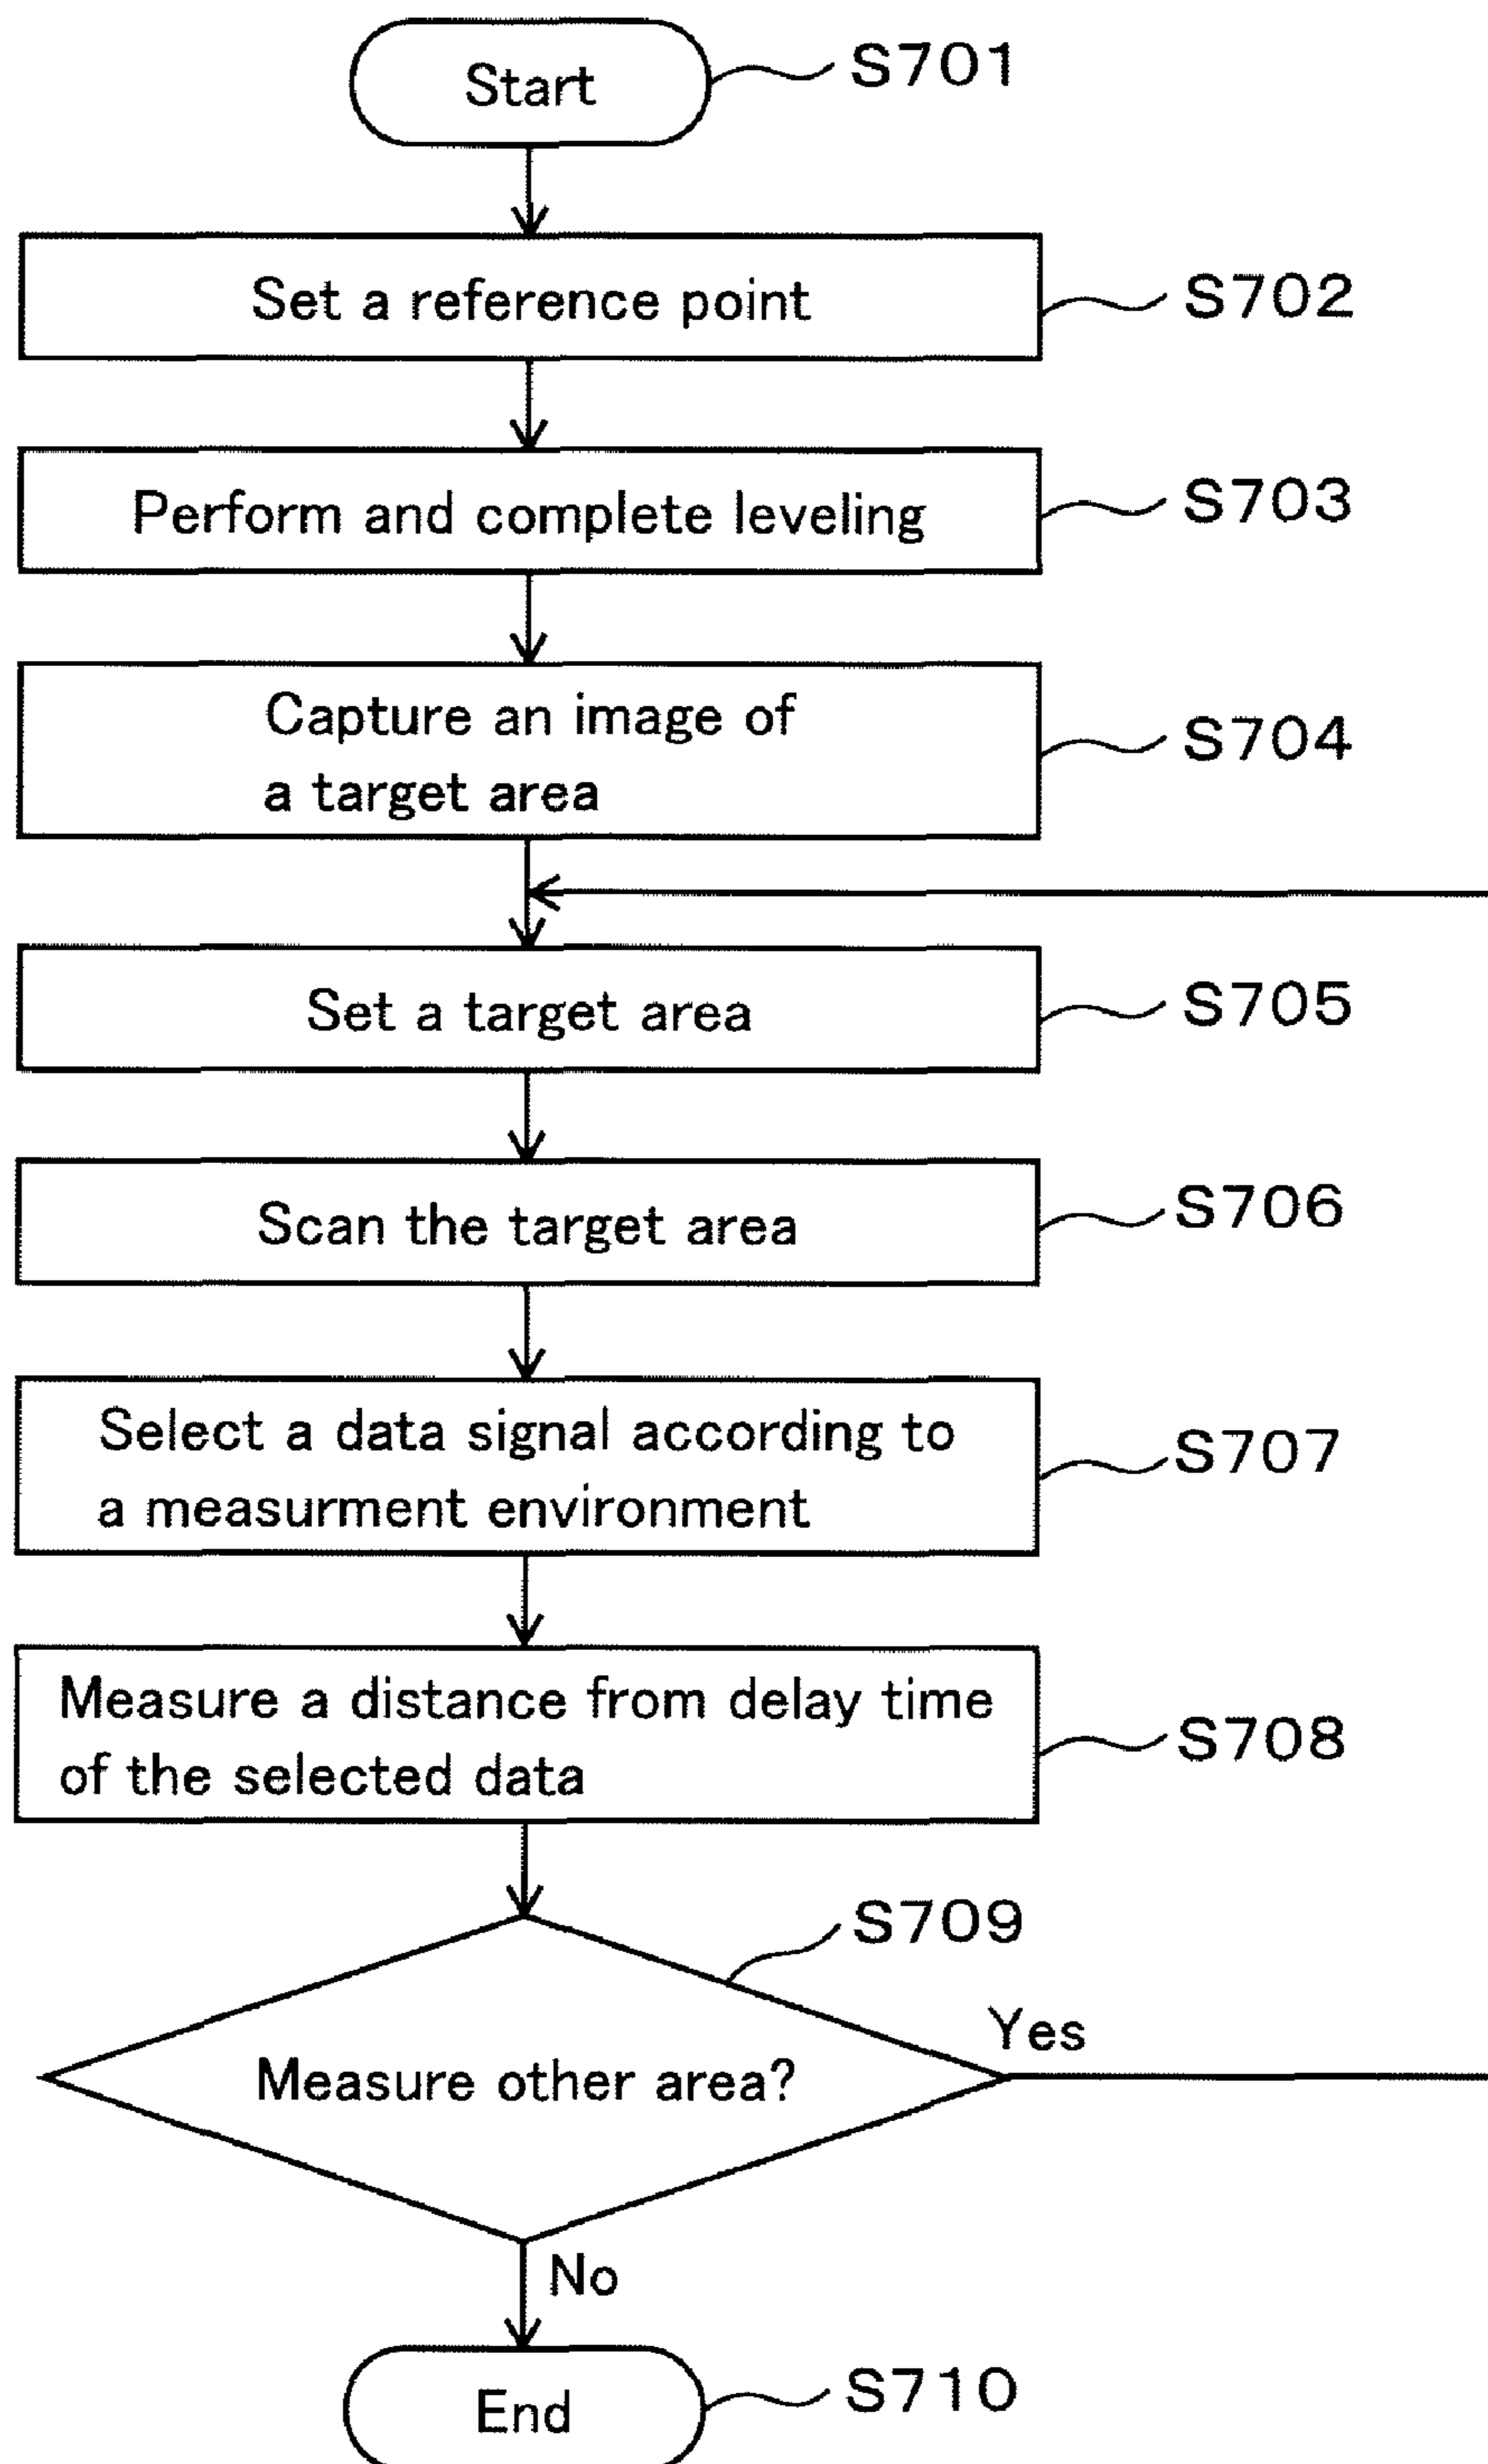 Start
S701
Set a reference point
S702
Perform and complete leveling
S703
Capture an image of
a target area
S704
Set a target area
S705
Scan the target area
S706
Select a data signal according to
a measurment environment
S707
Measure a distance from delay time
of the selected data
S708
S709
Measure other area?
Yes
No
End
S710